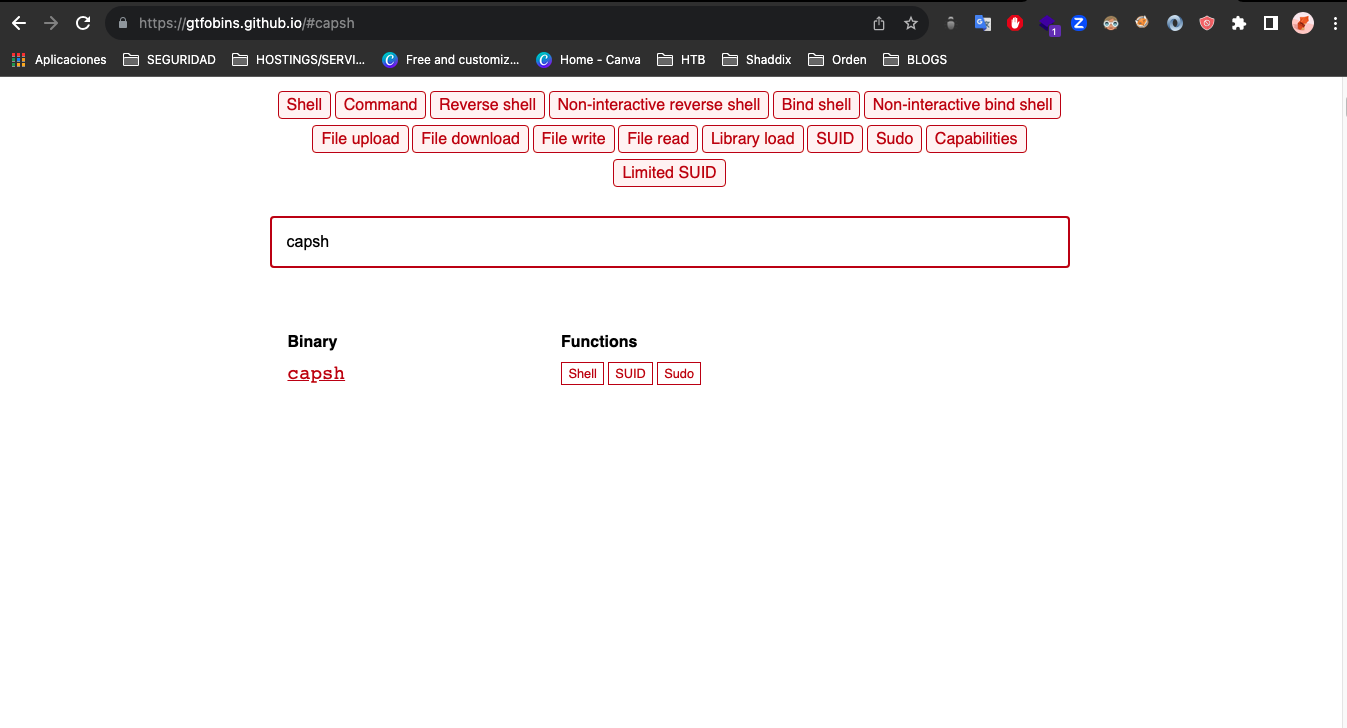 https://gtfobins.github.io/#capsh
1
Aplicaciones SEGURIDAD HOSTINGS/SERVI... Free and customiz... Home - Canva HTB Shaddix Orden BLOGS
Shell Command Reverse shell Non-interactive reverse shell Bind shell Non-interactive bind shell
File upload File download File write File read Library load SUID Sudo Capabilities
Limited SUID
capsh
Binary Functions
capsh Shell SUID Sudo